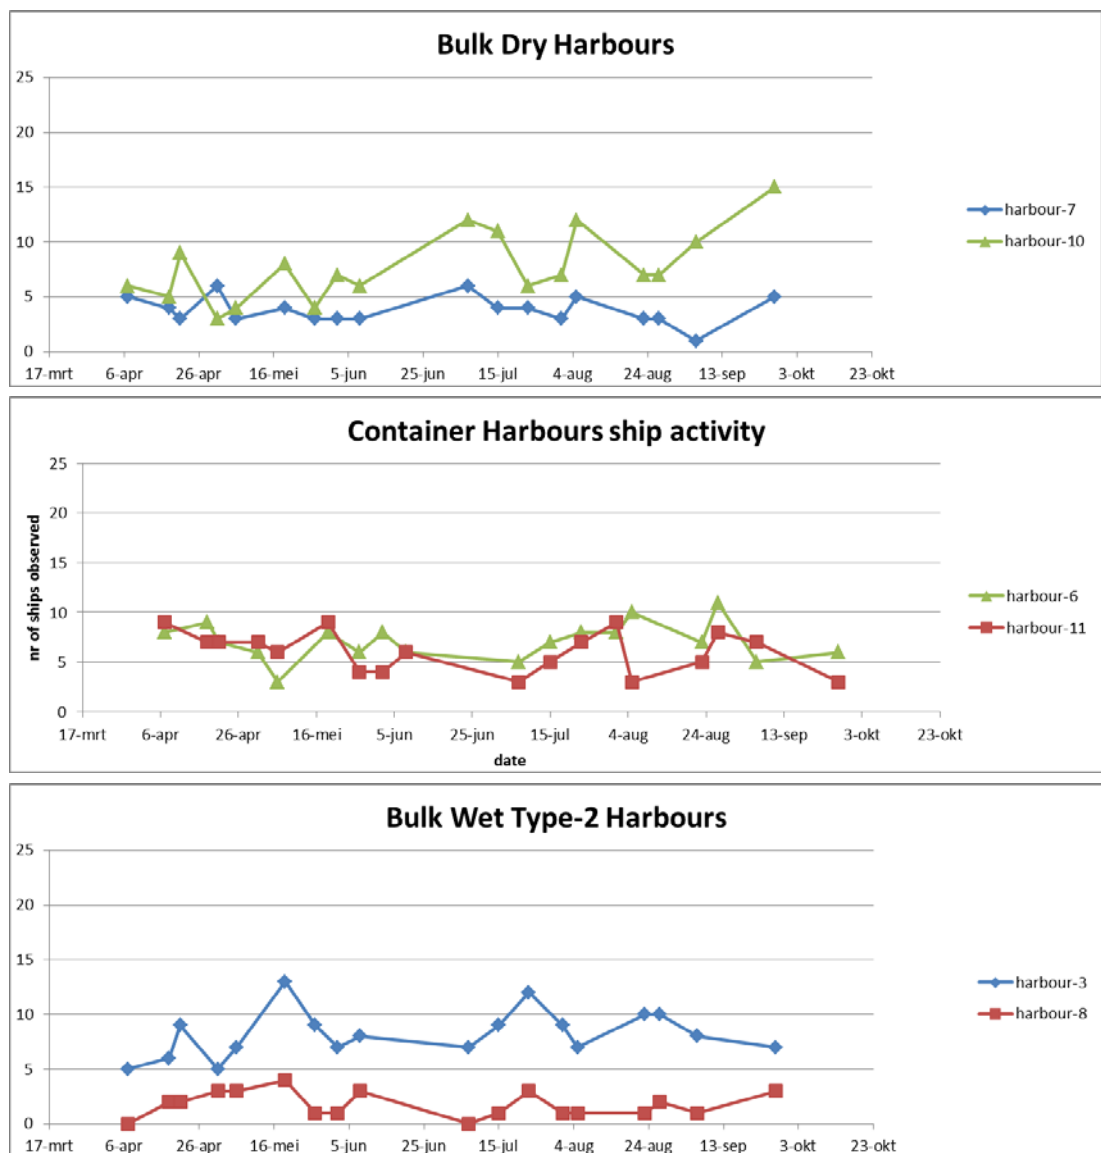 Bulk Dry Harbours
25
20
15
10
5
0
17-mrt 6-apr 26-apr 16-mei 5-jun 25-jun 15-jul 4-aug 24-aug 13-sep 3-okt 23-okt
harbour-7
harbour-10
Container Harbours ship activity
nr of ships observed
25
20
15
10
5
0
17-mrt 6-apr 26-apr 16-mei 5-jun 25-jun 15-jul 4-aug 24-aug 13-sep 3-okt 23-okt
date
harbour-6
harbour-11
Bulk Wet Type-2 Harbours
25
20
15
10
5
0
17-mrt 6-apr 26-apr 16-mei 5-jun 25-jun 15-jul 4-aug 24-aug 13-sep 3-okt 23-okt
harbour-3
harbour-8